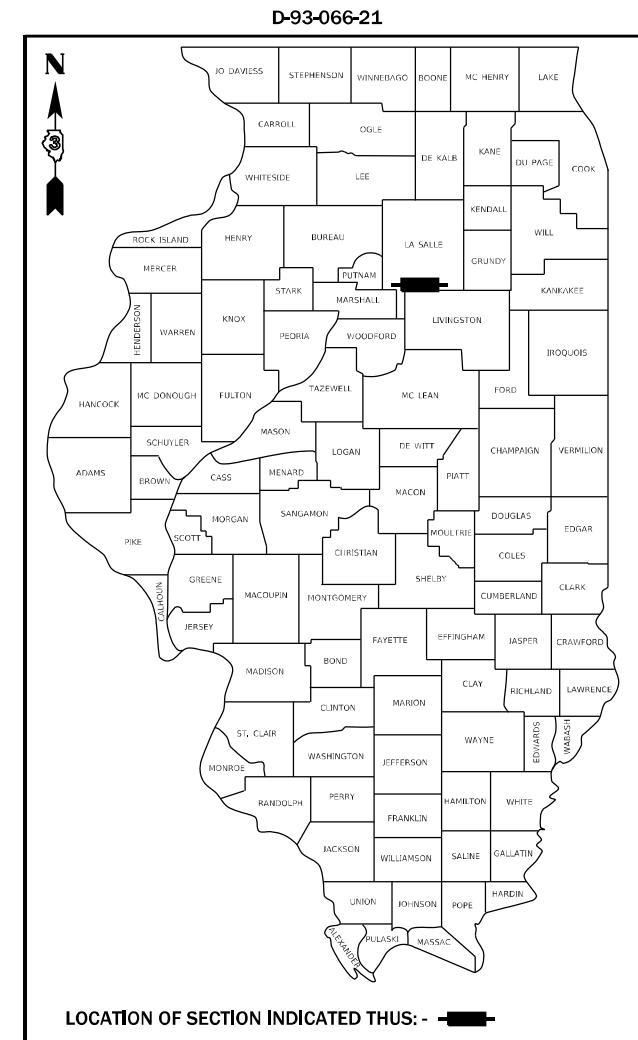 D-93-066-21
N
3
JO DAVIESS STEPHENSON WINNEBAGO BOONE MC HENRY LAKE
CARROLL OGLE DE KALB KANE DU PAGE COOK
WHITESIDE LEE
KENDALL
ROCK ISLAND HENRY BUREAU LA SALLE WILL
MERCER PUTNAM GRUNDY
STARK MARSHALL KANKAKEE
HENDERSON WARREN KNOX LIVINGSTON
PEORIA WOODFORD
IROQUOIS
HANCOCK MC DONOUGH FULTON TAZEWELL MC LEAN FORD
MASON
SCHUYLER LOGAN DE WITT CHAMPAIGN VERMILION
ADAMS BROWN CASS MENARD PIATT
MACON
MORGAN SANGAMON DOUGLAS
PIKE SCOTT MOULTRIE EDGAR
CHRISTIAN COLES
GREENE SHELBY
CALHOUN MACOUPIN MONTGOMERY CUMBERLAND CLARK
JERSEY FAYETTE EFFINGHAM JASPER CRAWFORD
MADISON BOND
CLAY RICHLAND LAWRENCE
CLINTON MARION
ST. CLAIR WAYNE EDWARDS WABASH
WASHINGTON JEFFERSON
MONROE
RANDOLPH PERRY HAMILTON WHITE
FRANKLIN
JACKSON WILLIAMSON SALINE GALLATIN
UNION JOHNSON POPE HARDIN
ALEXANDER PULASKI MASSAC
LOCATION OF SECTION INDICATED THUS: -